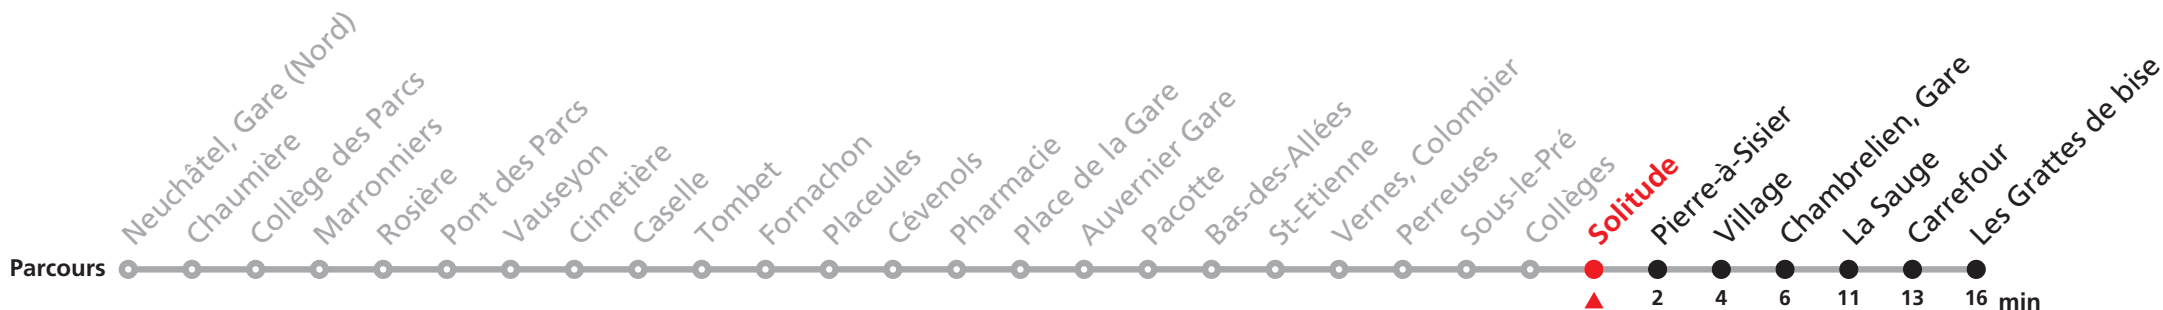 Neuchâtel, Gare (Nord)
Chaumière
Collège des Parcs
Marronniers
Rosière
Pont des Parcs
Vauseyon
Cimetière
Caselle
Tombet
Fornachon
Placeules
Cévenols
Pharmacie
Place de la Gare
Auvernier Gare
Pacotte
Bas-des-Allées
St-Etienne
Vernes, Colombier
Perreuses
Sous-le-Pré
Collèges
Solitude
Pierre-à-Sisier
Village
Chambrelien, Gare
La Sauge
Carrefour
Les Grattes de bise
Parcours
2 4 6 11 13 16 min